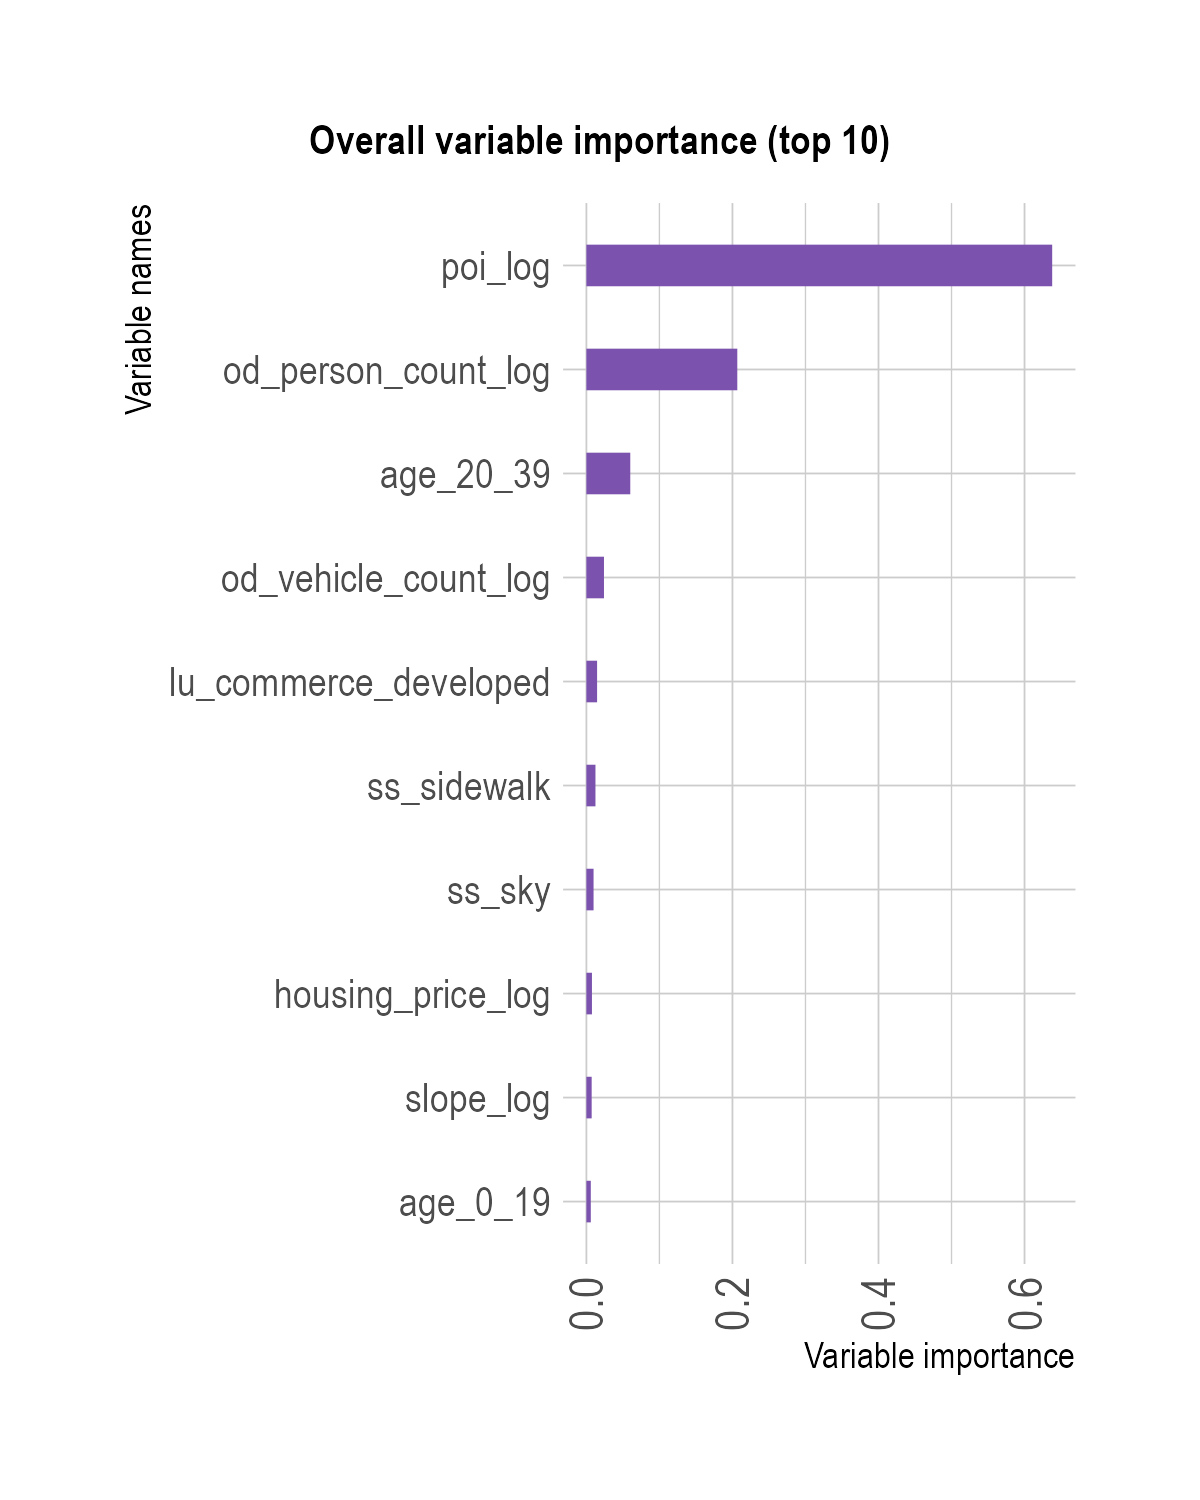 Overall variable importance (top 10)
Variable names
poi_log
od_person_count_log
age_20_39
od_vehicle_count_log
lu_commerce_developed
ss_sidewalk
ss_sky
housing_price_log
slope_log
age_0_19
0.0
0.2
0.4
0.6
Variable importance